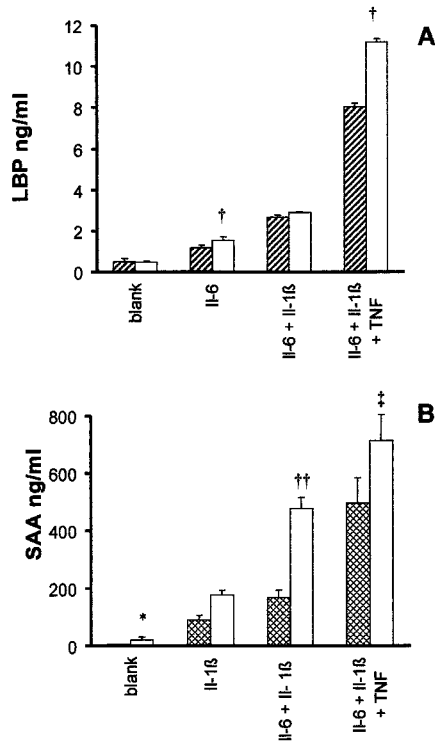 A
LBP ng/ml
12
10
8
6
4
2
0
†
†
blank
Il-6
Il-6 + Il-1ß
Il-6 + Il-1ß
+ TNF
B
SAA ng/ml
800
600
400
200
0
*
††
‡
blank
Il-1ß
Il-6 + Il- 1ß
Il-6 + Il-1ß
+ TNF